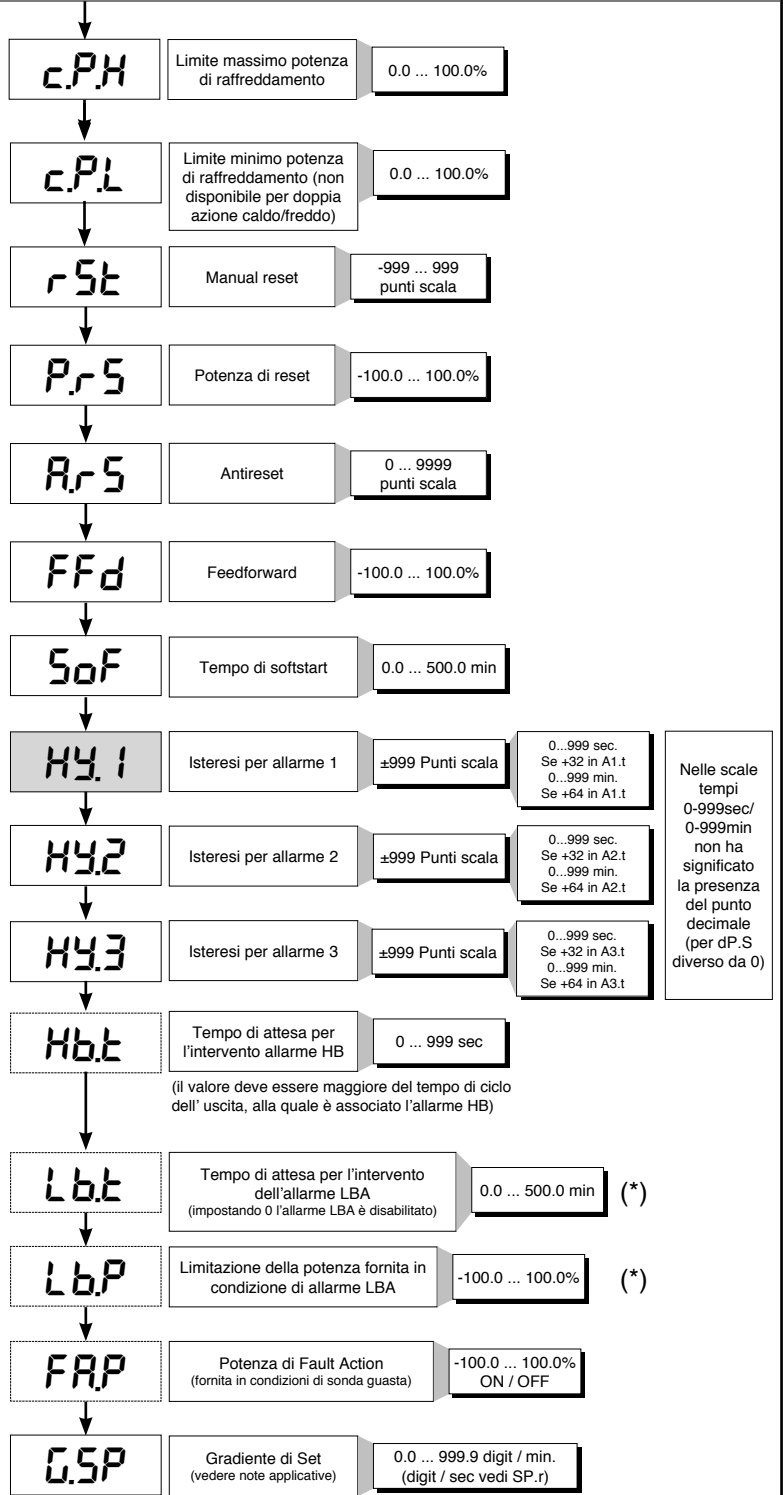 c.P.H
Limite massimo potenza
di raffreddamento
0.0 ... 100.0%
c.P.L
Limite minimo potenza
di raffreddamento (non
disponibile per doppia
azione caldo/freddo)
0.0 ... 100.0%
rSt
Manual reset
-999 ... 999
punti scala
P.rS
Potenza di reset
-100.0 ... 100.0%
A.rS
Antireset
0 ... 9999
punti scala
FFd
Feedforward
-100.0 ... 100.0%
SoF
Tempo di softstart
0.0 ... 500.0 min
HY.1
Isteresi per allarme 1
±999 Punti scala
0...999 sec.
Se +32 in A1.t
0...999 min.
Se +64 in A1.t
HY.2
Isteresi per allarme 2
±999 Punti scala
0...999 sec.
Se +32 in A2.t
0...999 min.
Se +64 in A2.t
HY.3
Isteresi per allarme 3
±999 Punti scala
0...999 sec.
Se +32 in A3.t
0...999 min.
Se +64 in A3.t
Nelle scale
tempi
0-999sec/
0-999min
non ha
significato
la presenza
del punto
decimale
(per dP.S
diverso da 0)
Hb.t
Tempo di attesa per
l'intervento allarme HB
0 ... 999 sec
(il valore deve essere maggiore del tempo di ciclo
dell' uscita, alla quale è associato l'allarme HB)
Lb.t
Tempo di attesa per l'intervento
dell'allarme LBA
(impostando 0 l'allarme LBA è disabilitato)
0.0 ... 500.0 min
(*)
Lb.P
Limitazione della potenza fornita in
condizione di allarme LBA
-100.0 ... 100.0%
(*)
FA.P
Potenza di Fault Action
(fornita in condizioni di sonda guasta)
-100.0 ... 100.0%
ON / OFF
G.SP
Gradiente di Set
(vedere note applicative)
0.0 ... 999.9 digit / min.
(digit / sec vedi SP.r)